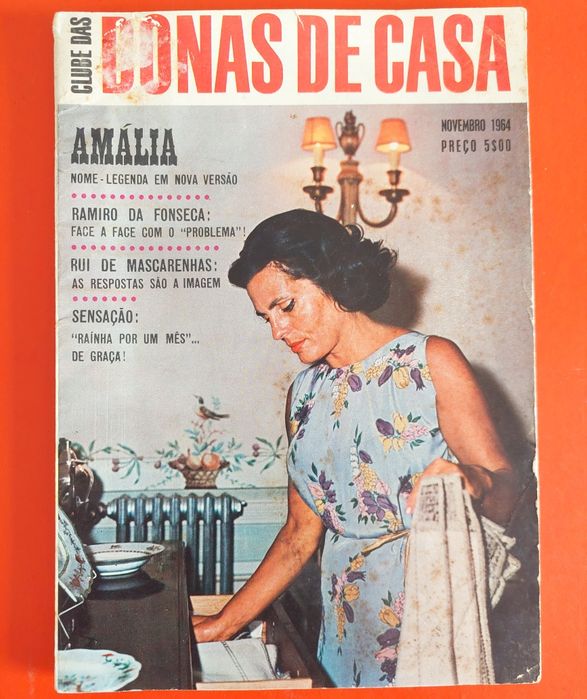 CLUBE DAS DONAS DE CASA
NOVEMBRO 1964
PREÇO 5$00
AMÁLIA
NOME-LEGENDA EM NOVA VERSÃO
RAMIRO DA FONSECA:
FACE A FACE COM O "PROBLEMA"!
RUI DE MASCARENHAS:
AS RESPOSTAS SÃO A IMAGEM
SENSAÇÃO:
"RAÍNHA POR UM MÊS"...
DE GRAÇA!